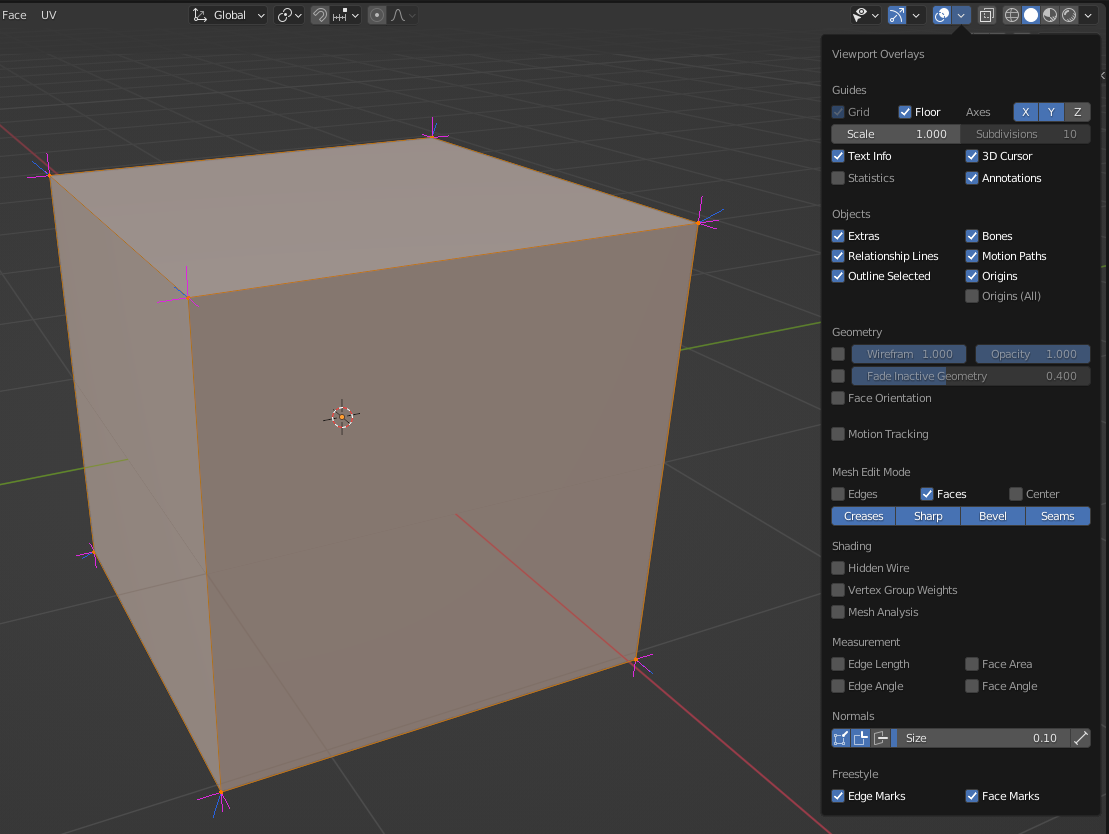 Face UV Global
Viewport Overlays
Guides
Grid Floor Axes X Y Z
Scale 1.000 Subdivisions 10
Text Info 3D Cursor
Statistics Annotations
Objects
Extras Bones
Relationship Lines Motion Paths
Outline Selected Origins
Origins (All)
Geometry
Wirefram 1.000 Opacity 1.000
Fade Inactive Geometry 0.400
Face Orientation
Motion Tracking
Mesh Edit Mode
Edges Faces Center
Creases Sharp Bevel Seams
Shading
Hidden Wire
Vertex Group Weights
Mesh Analysis
Measurement
Edge Length Face Area
Edge Angle Face Angle
Normals
Size 0.10
Freestyle
Edge Marks Face Marks